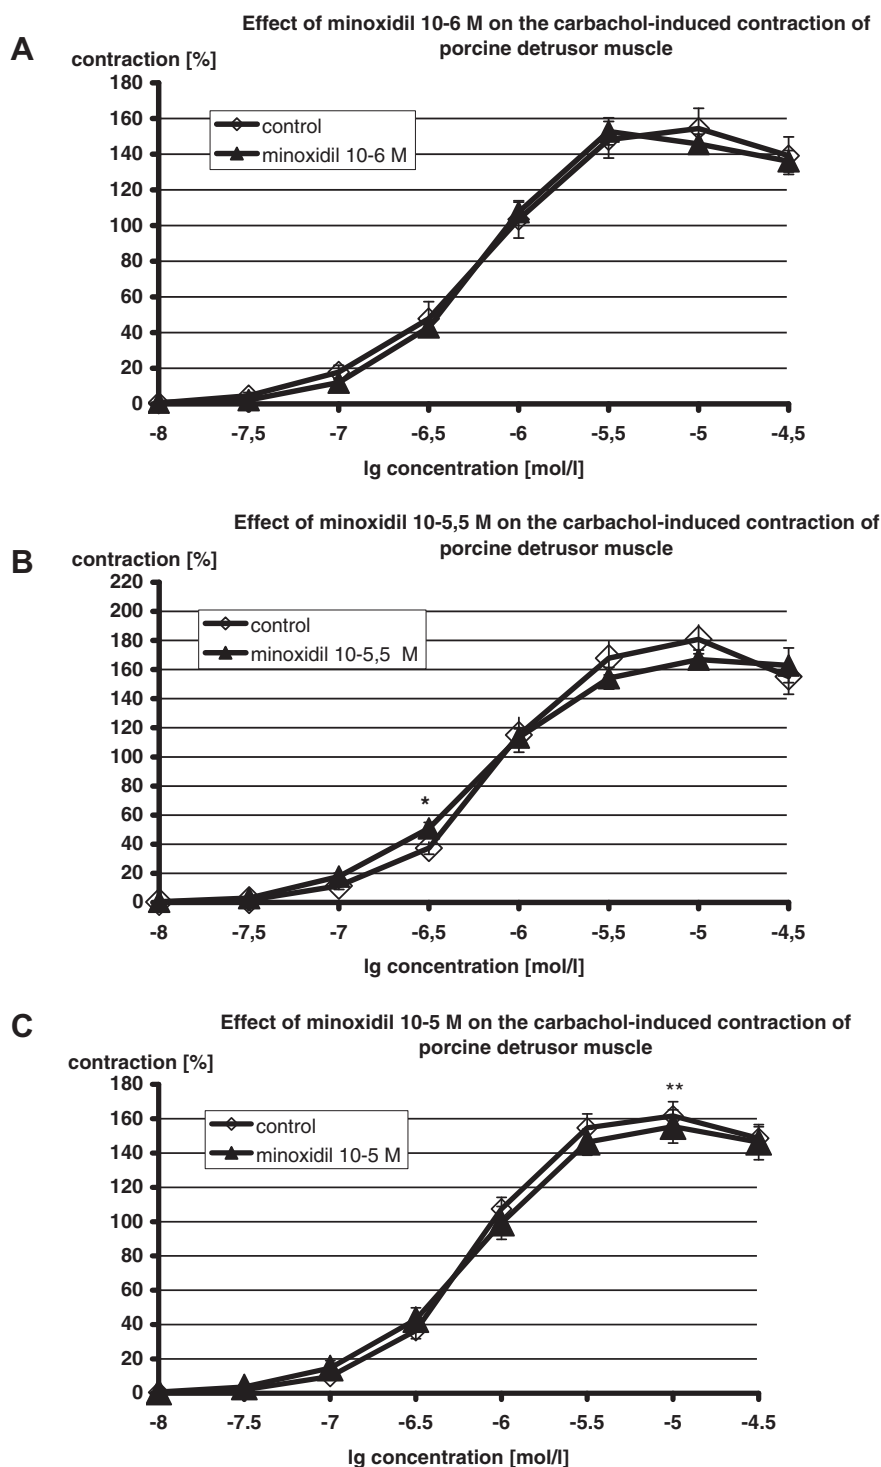 A
Effect of minoxidil 10-6 M on the carbachol-induced contraction of
porcine detrusor muscle
contraction [%]
180
160
140
120
100
80
60
40
20
0
control
minoxidil 10-6 M
-8 -7,5 -7 -6,5 -6 -5,5 -5 -4,5
lg concentration [mol/l]
B
Effect of minoxidil 10-5,5 M on the carbachol-induced contraction of
porcine detrusor muscle
contraction [%]
220
200
180
160
140
120
100
80
60
40
20
0
control
minoxidil 10-5,5 M
*
-8 -7,5 -7 -6,5 -6 -5,5 -5 -4,5
lg concentration [mol/l]
C
Effect of minoxidil 10-5 M on the carbachol-induced contraction of
porcine detrusor muscle
contraction [%]
180
160
140
120
100
80
60
40
20
0
control
minoxidil 10-5 M
**
-8 -7.5 -7 -6.5 -6 -5.5 -5 -4.5
lg concentration [mol/l]